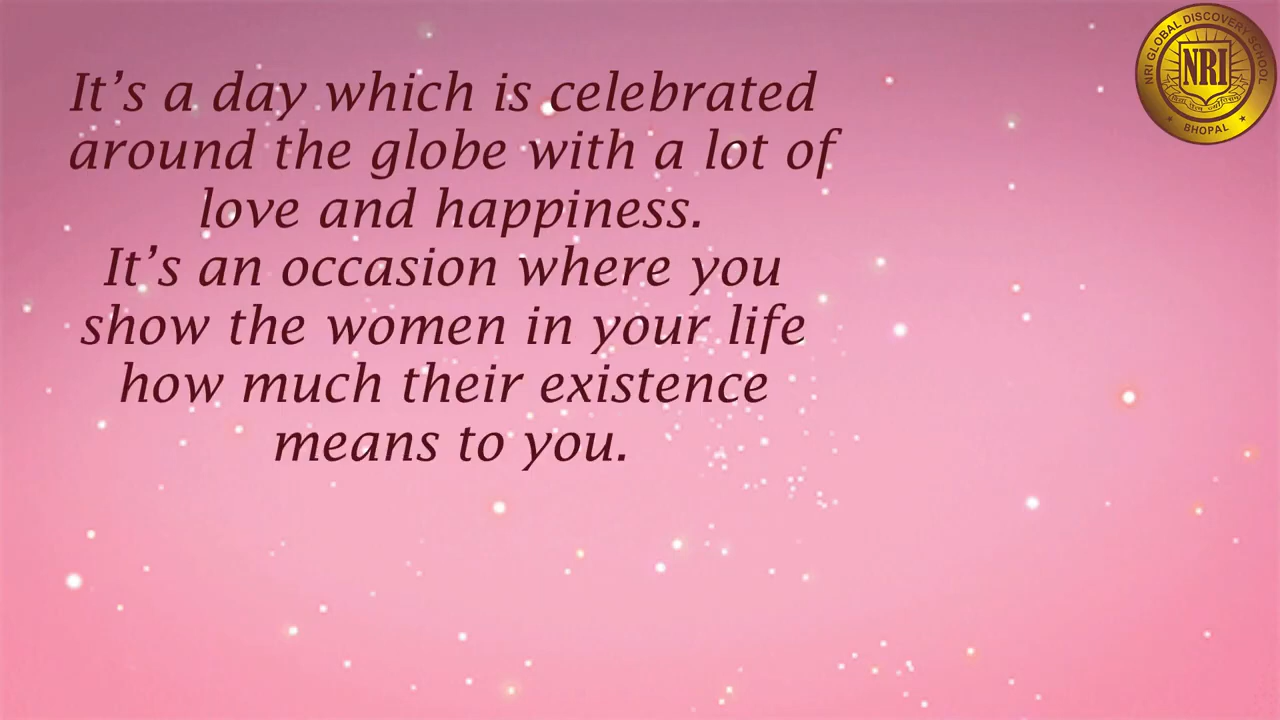 It’s a day which is celebrated
around the globe with a lot of
love and happiness.
It’s an occasion where you
show the women in your life
how much their existence
means to you.
NRI GLOBAL DISCOVERY SCHOOL
NRI
BHOPAL